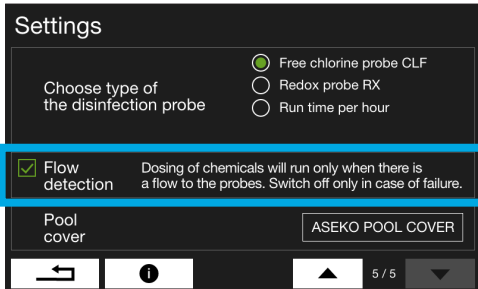 Settings
Choose type of
the disinfection probe
Free chlorine probe CLF
Redox probe RX
Run time per hour
Flow
detection
Dosing of chemicals will run only when there is
a flow to the probes. Switch off only in case of failure.
Pool
cover
ASEKO POOL COVER
5 / 5